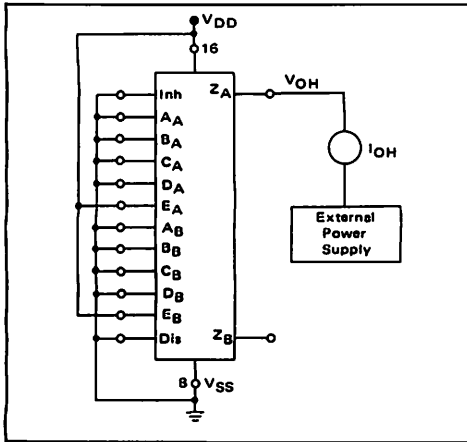 VDD
16
Inh
ZA
VOH
AA
BA
CA
IOH
DA
EA
External
Power
Supply
AB
BB
CB
DB
EB
Dis
ZB
8 VSS